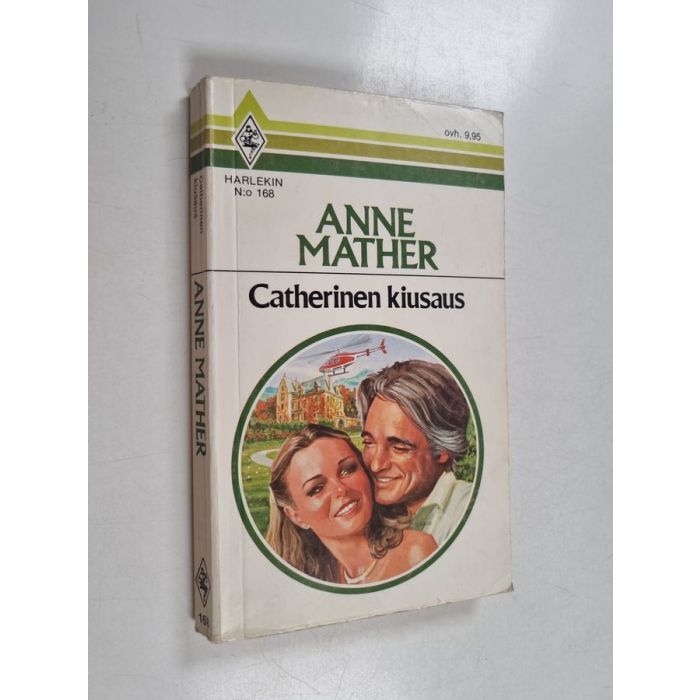 ovh. 9,95
HARLEKIN
N:o 168
ANNE
MATHER
Catherinen kiusaus
Catherinen
kiusaus
ANNE MATHER
168